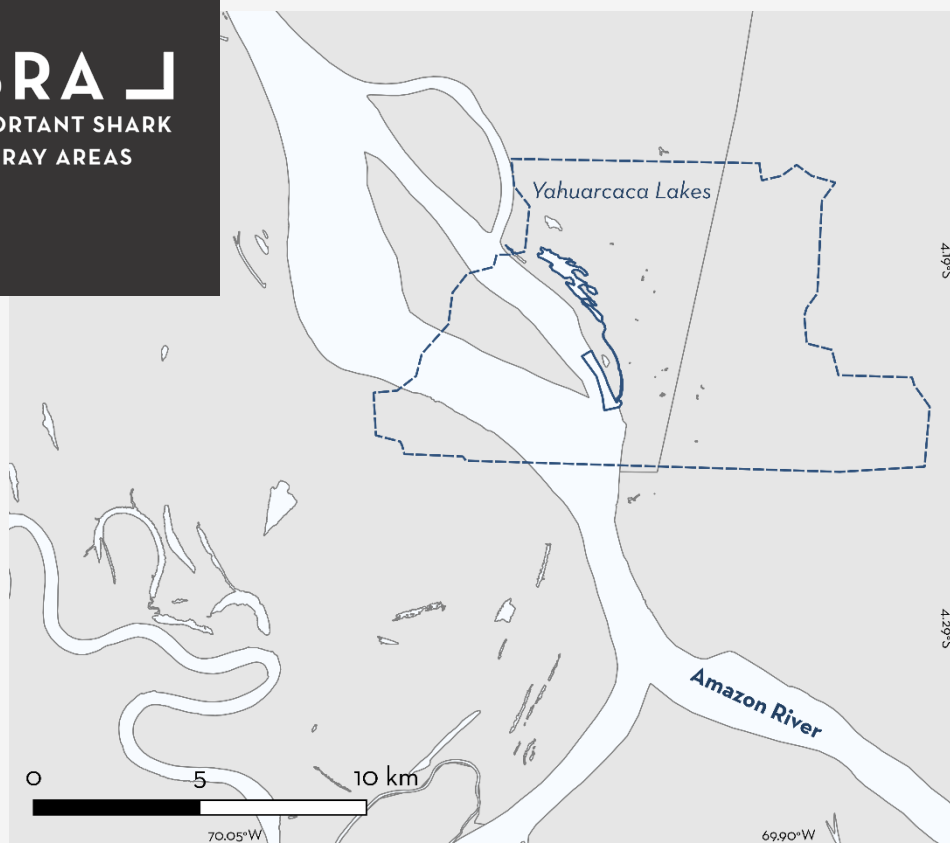 SRA
ORTANT SHARK
RAY AREAS
Yahuarcaca Lakes
4.19°S
4.29°S
Amazon River
0 5 10 km
70.05°W 69.90°W